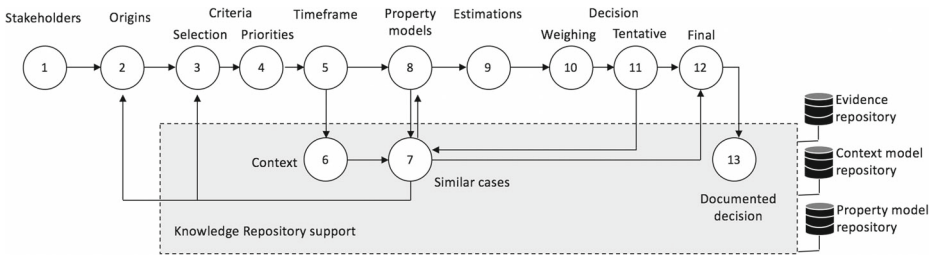 Stakeholders
Origins
Criteria
Selection
Priorities
Timeframe
Property
models
Estimations
Decision
Weighing
Tentative
Final
1
2
3
4
5
8
9
10
11
12
Evidence
repository
Context
6
7
Similar cases
13
Documented
decision
Context model
repository
Property model
repository
Knowledge Repository support